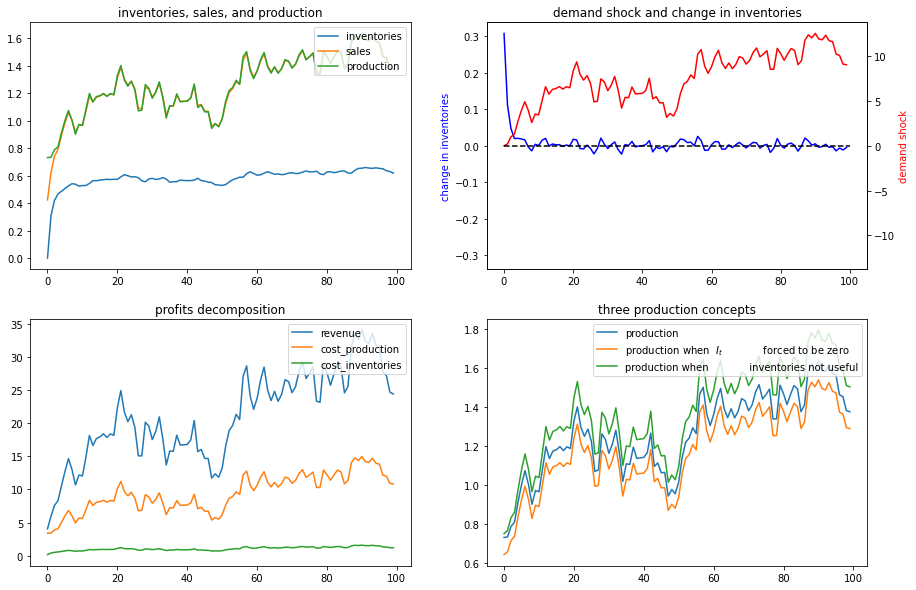 inventories, sales, and production
inventories
sales
production
1.6
1.4
1.2
1.0
0.8
0.6
0.4
0.2
0.0
0 20 40 60 80 100
demand shock and change in inventories
change in inventories
0.3
0.2
0.1
0.0
−0.1
−0.2
−0.3
10
5
0
−5
−10
demand shock
0 20 40 60 80 100
profits decomposition
revenue
cost_production
cost_inventories
35
30
25
20
15
10
5
0
0 20 40 60 80 100
three production concepts
production
production when I_t forced to be zero
production when inventories not useful
1.8
1.6
1.4
1.2
1.0
0.8
0.6
0 20 40 60 80 100